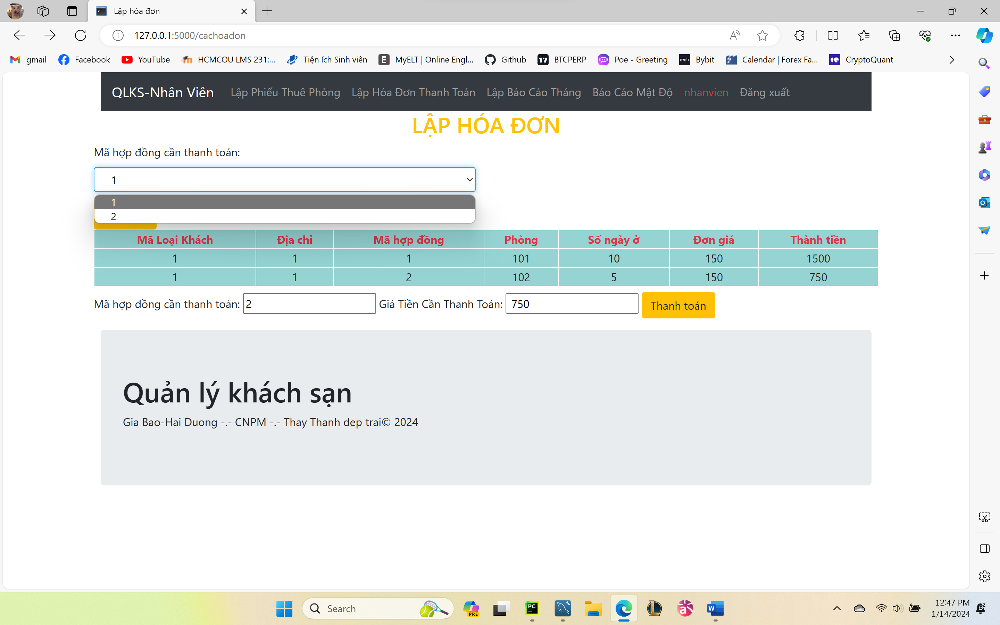 Lập hóa đơn
127.0.0.1:5000/cachoadon
gmail Facebook YouTube HCMCOU LMS 231:... Tiện ích Sinh viên MyELT | Online Engl... Github BTCPERP Poe - Greeting Bybit Calendar | Forex Fa... CryptoQuant
QLKS-Nhân Viên Lập Phiếu Thuê Phòng Lập Hóa Đơn Thanh Toán Lập Báo Cáo Tháng Báo Cáo Mật Độ nhanvien Đăng xuất
LẬP HÓA ĐƠN
Mã hợp đồng cần thanh toán:
1
1
2
Mã Loại Khách Địa chỉ Mã hợp đồng Phòng Số ngày ở Đơn giá Thành tiền
1 1 1 101 10 150 1500
1 1 2 102 5 150 750
Mã hợp đồng cần thanh toán: 2 Giá Tiền Cần Thanh Toán: 750 Thanh toán
Quản lý khách sạn
Gia Bao-Hai Duong -.- CNPM -.- Thay Thanh dep trai© 2024
Search
PRE
PC
W
12:47 PM
1/14/2024